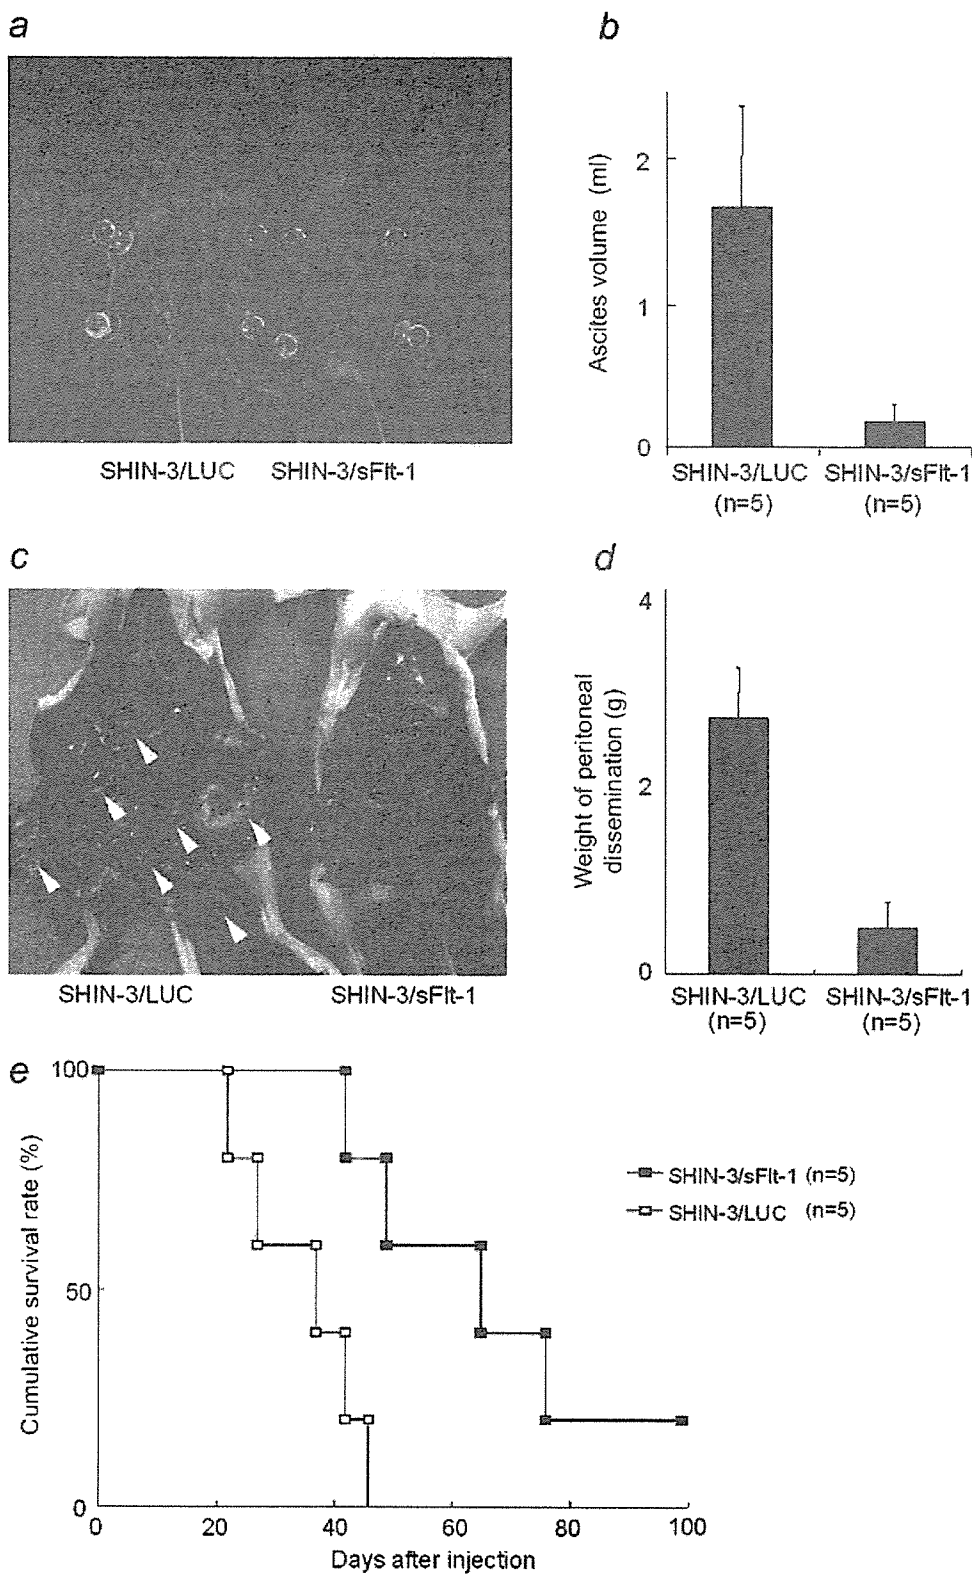 a
SHIN-3/LUC SHIN-3/sFlt-1
b
Ascites volume (ml)
2
1
0
SHIN-3/LUC SHIN-3/sFlt-1
(n=5) (n=5)
c
SHIN-3/LUC SHIN-3/sFlt-1
d
Weight of peritoneal
dissemination (g)
4
2
0
SHIN-3/LUC SHIN-3/sFlt-1
(n=5) (n=5)
e
Cumulative survival rate (%)
100
50
0
0 20 40 60 80 100
Days after injection
SHIN-3/sFlt-1 (n=5)
SHIN-3/LUC (n=5)